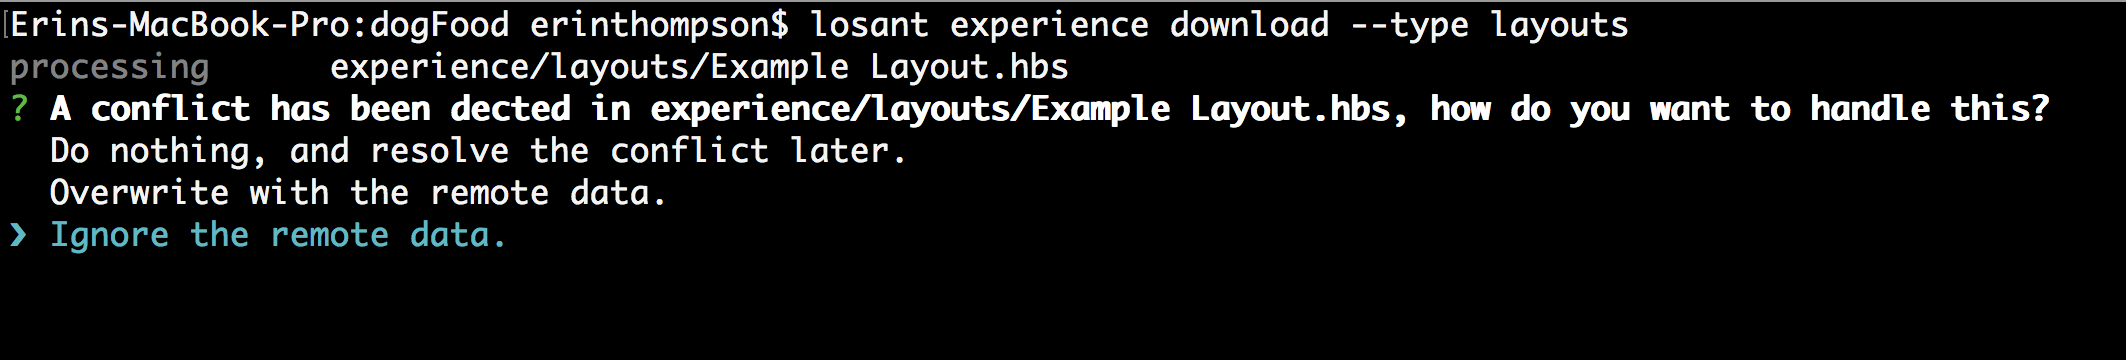 [Erins-MacBook-Pro:dogFood erinthompson$ losant experience download --type layouts
processing experience/layouts/Example Layout.hbs
? A conflict has been dected in experience/layouts/Example Layout.hbs, how do you want to handle this?
Do nothing, and resolve the conflict later.
Overwrite with the remote data.
❯ Ignore the remote data.